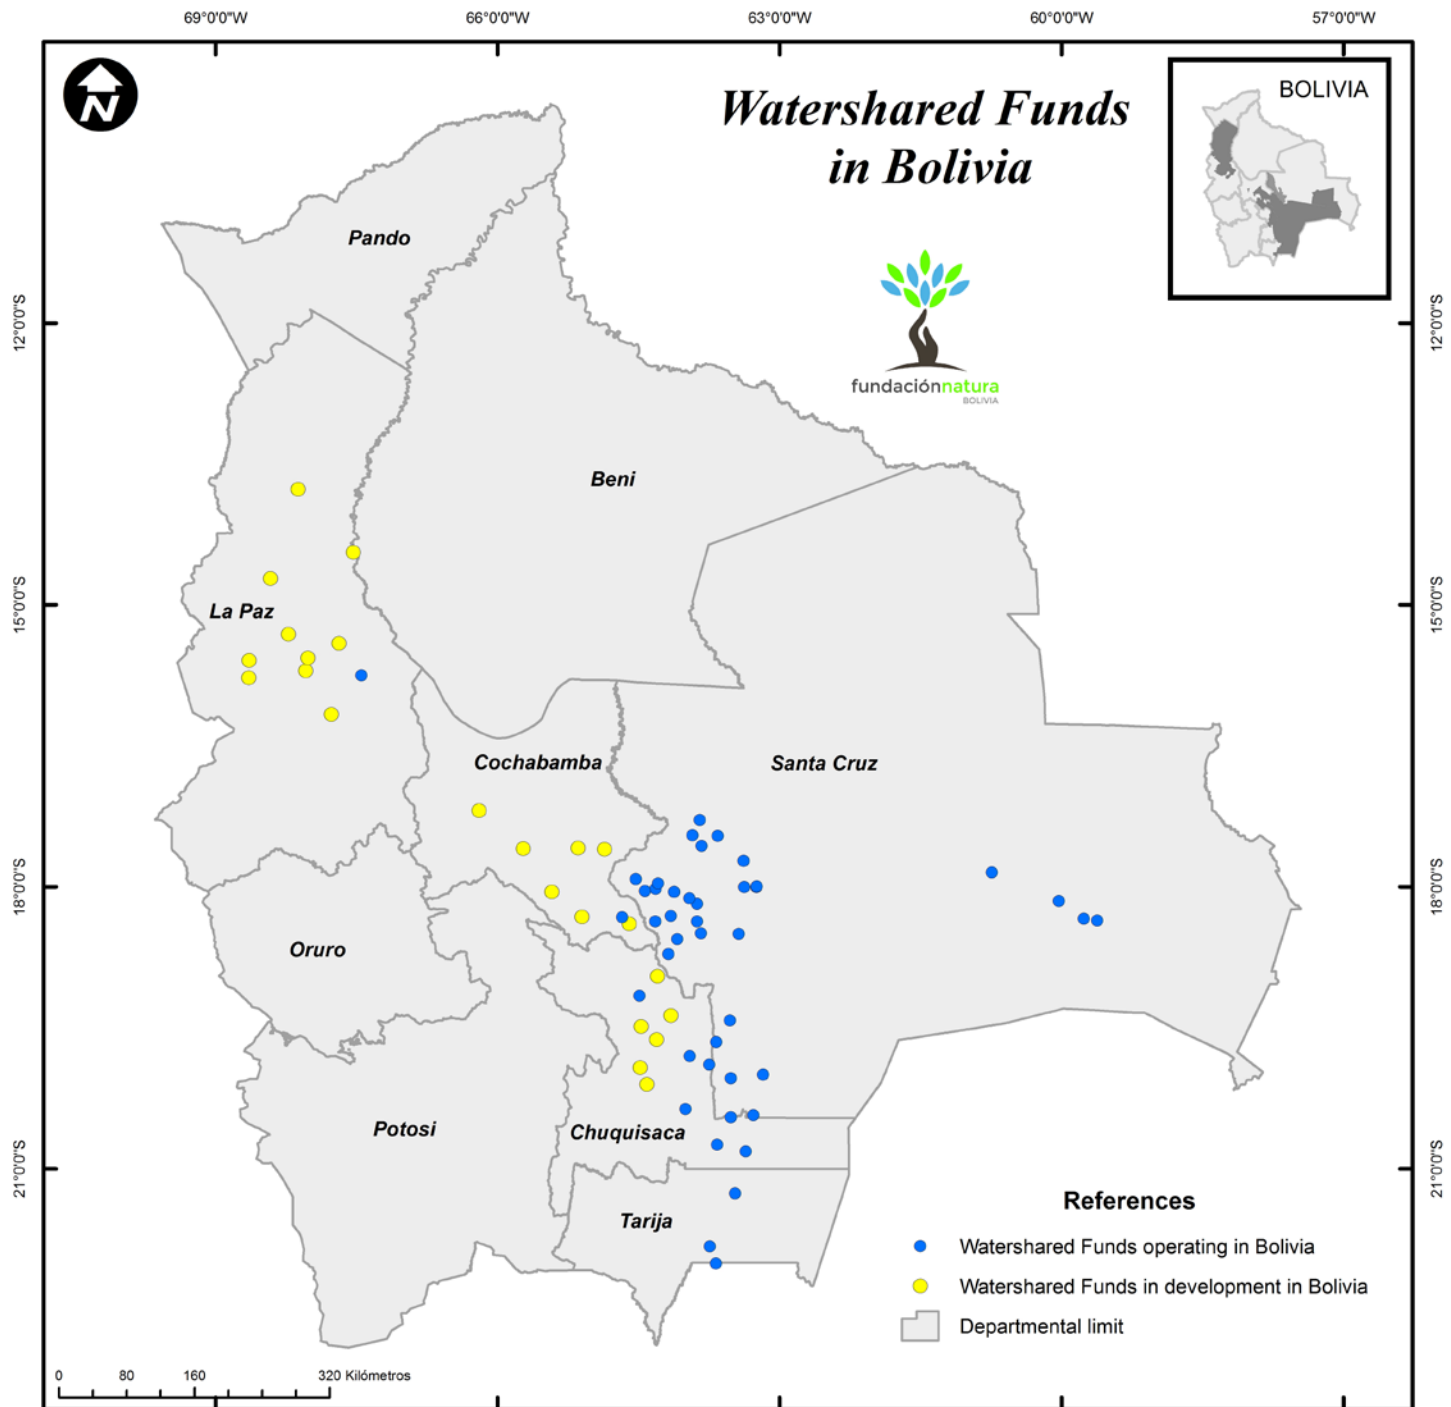 69°0'0"W
66°0'0"W
63°0'0"W
60°0'0"W
57°0'0"W
N
Watershared Funds
in Bolivia
BOLIVIA
Pando
12°0'0"S
12°0'0"S
fundaciónnatura
BOLIVIA
Beni
15°0'0"S
15°0'0"S
La Paz
Cochabamba
Santa Cruz
18°0'0"S
18°0'0"S
Oruro
Potosi
Chuquisaca
21°0'0"S
21°0'0"S
Tarija
References
Watershared Funds operating in Bolivia
Watershared Funds in development in Bolivia
Departmental limit
0 80 160 320 Kilómetros